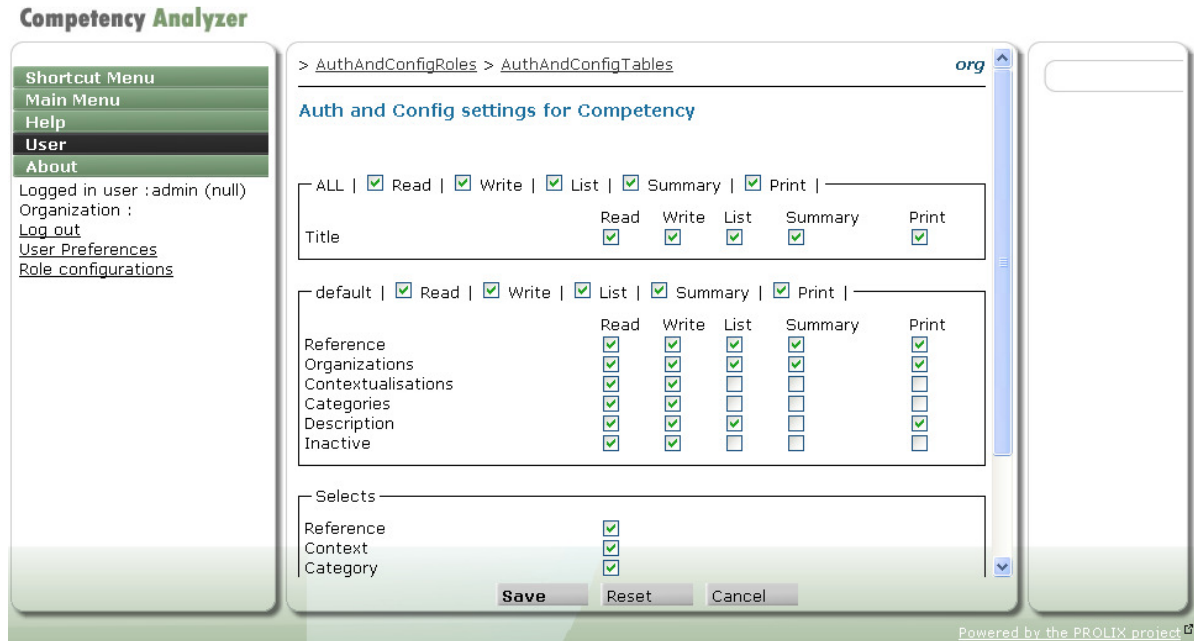 Competency Analyzer
Shortcut Menu
Main Menu
Help
User
About
Logged in user :admin (null)
Organization :
Log out
User Preferences
Role configurations
> AuthAndConfigRoles > AuthAndConfigTables
org
Auth and Config settings for Competency
ALL | Read | Write | List | Summary | Print |
Read Write List Summary Print
Title
default | Read | Write | List | Summary | Print |
Read Write List Summary Print
Reference
Organizations
Contextualisations
Categories
Description
Inactive
Selects
Reference
Context
Category
Save Reset Cancel
Powered by the PROLIX project